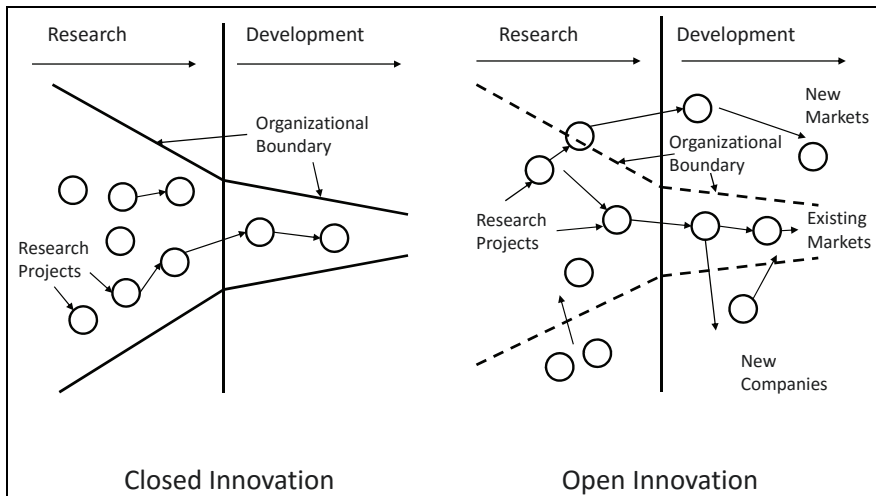 Research
Development
Organizational
Boundary
Research
Projects
Closed Innovation
Research
Development
New
Markets
Organizational
Boundary
Research
Projects
Existing
Markets
New
Companies
Open Innovation